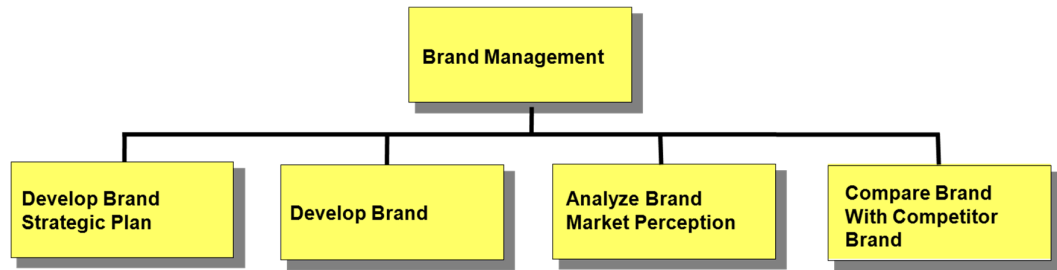 Brand Management
Develop Brand
Strategic Plan
Develop Brand
Analyze Brand
Market Perception
Compare Brand
With Competitor
Brand